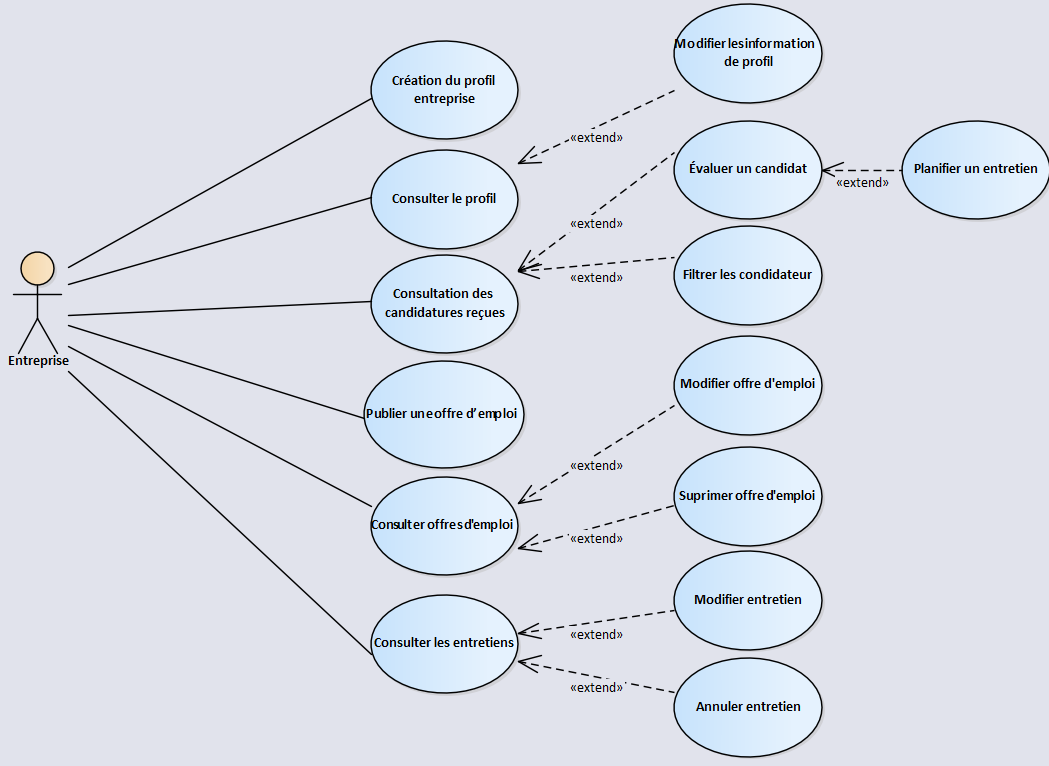 Modifier les information
de profil
Création du profil
entreprise
«extend»
Évaluer un candidat
Planifier un entretien
«extend»
Consulter le profil
«extend»
Filtrer les condidateur
«extend»
Consultation des
candidatures reçues
Entreprise
Modifier offre d'emploi
Publier une offre d’emploi
«extend»
Suprimer offre d'emploi
Consulter offres d'emploi
«extend»
Modifier entretien
«extend»
Consulter les entretiens
«extend»
Annuler entretien